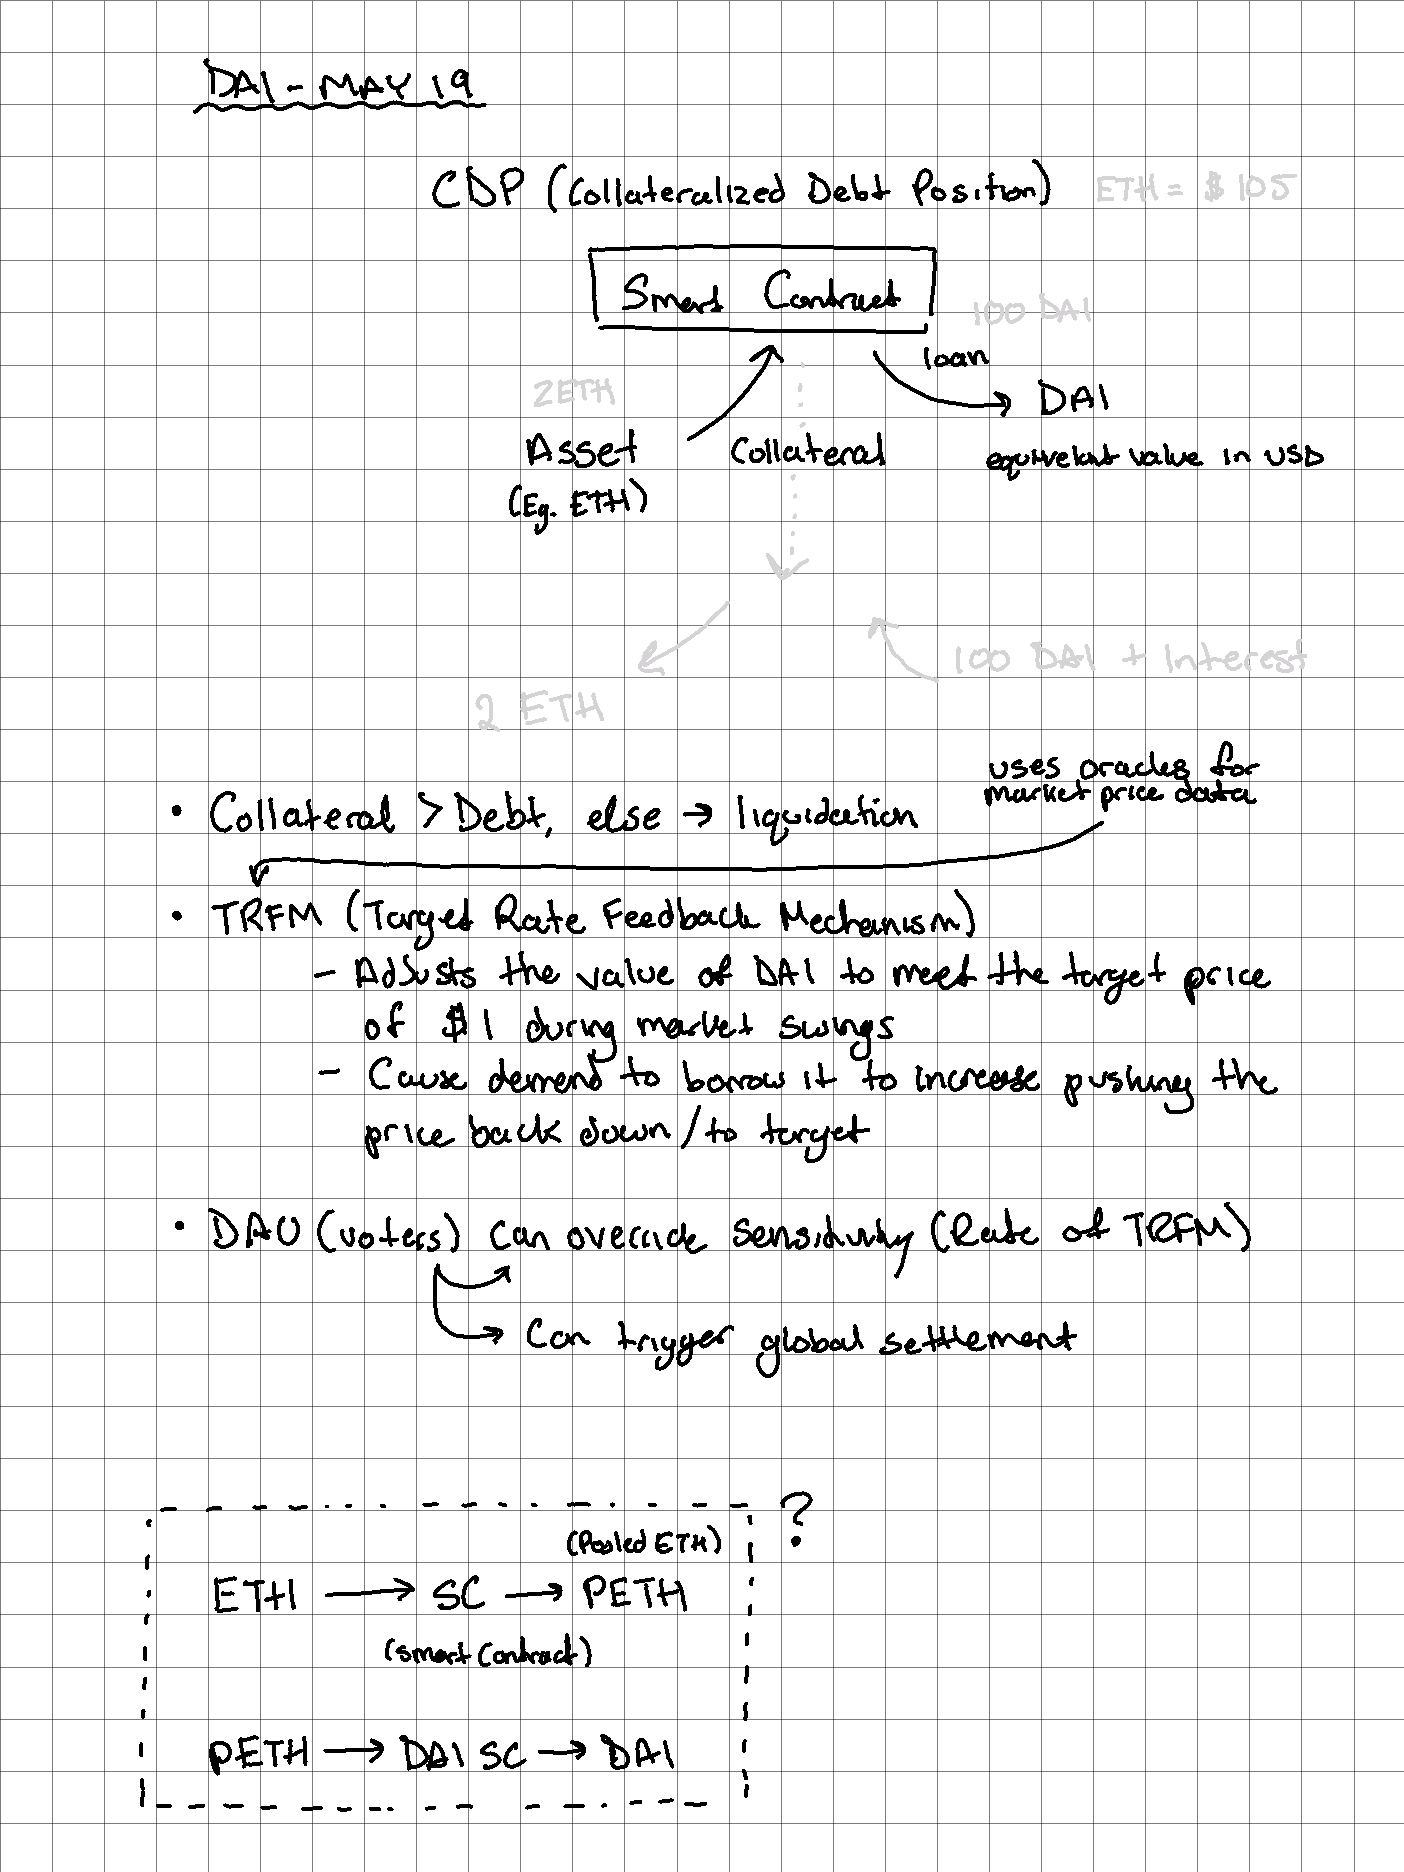 DAI - MAY 19
CDP (Collateralized Debt Position) ETH = $105
Smart Contract
100 DAI
loan
2ETH
DAI
Asset
Collateral
equivelant value in USD
(Eg. ETH)
100 DAI + Interest
2 ETH
uses oracles for
market price data
• Collateral > Debt, else → liquidation
• TRFM (Target Rate Feedback Mechanism)
- Adjusts the value of DAI to meet the target price
of $1 during market swings
- Cause demand to borrow it to increase pushing the
price back down/to target
• DAO (voters) can override sensitivity (Rate of TRFM)
→ Can trigger global settlement
?
(Pooled ETH)
ETH → SC → PETH
(smart contract)
PETH → DAI SC → DAI